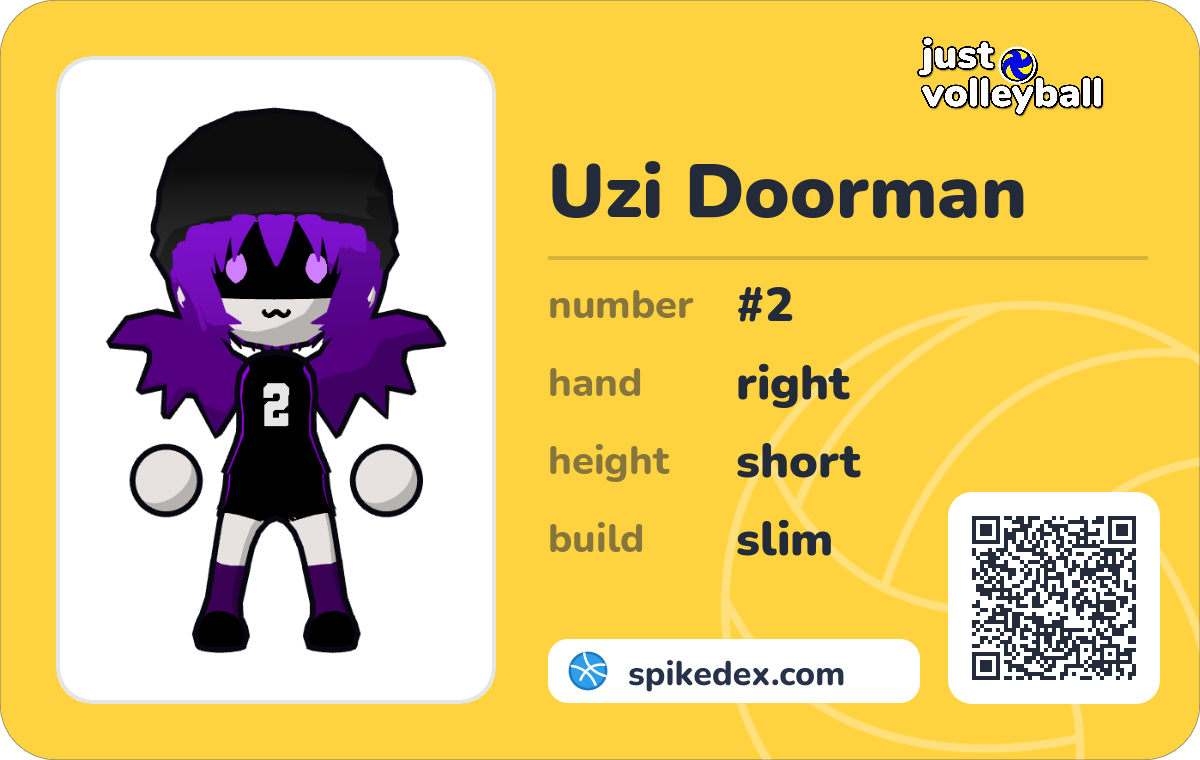 just
volleyball
Uzi Doorman
number #2
hand right
height short
build slim
2
spikedex.com